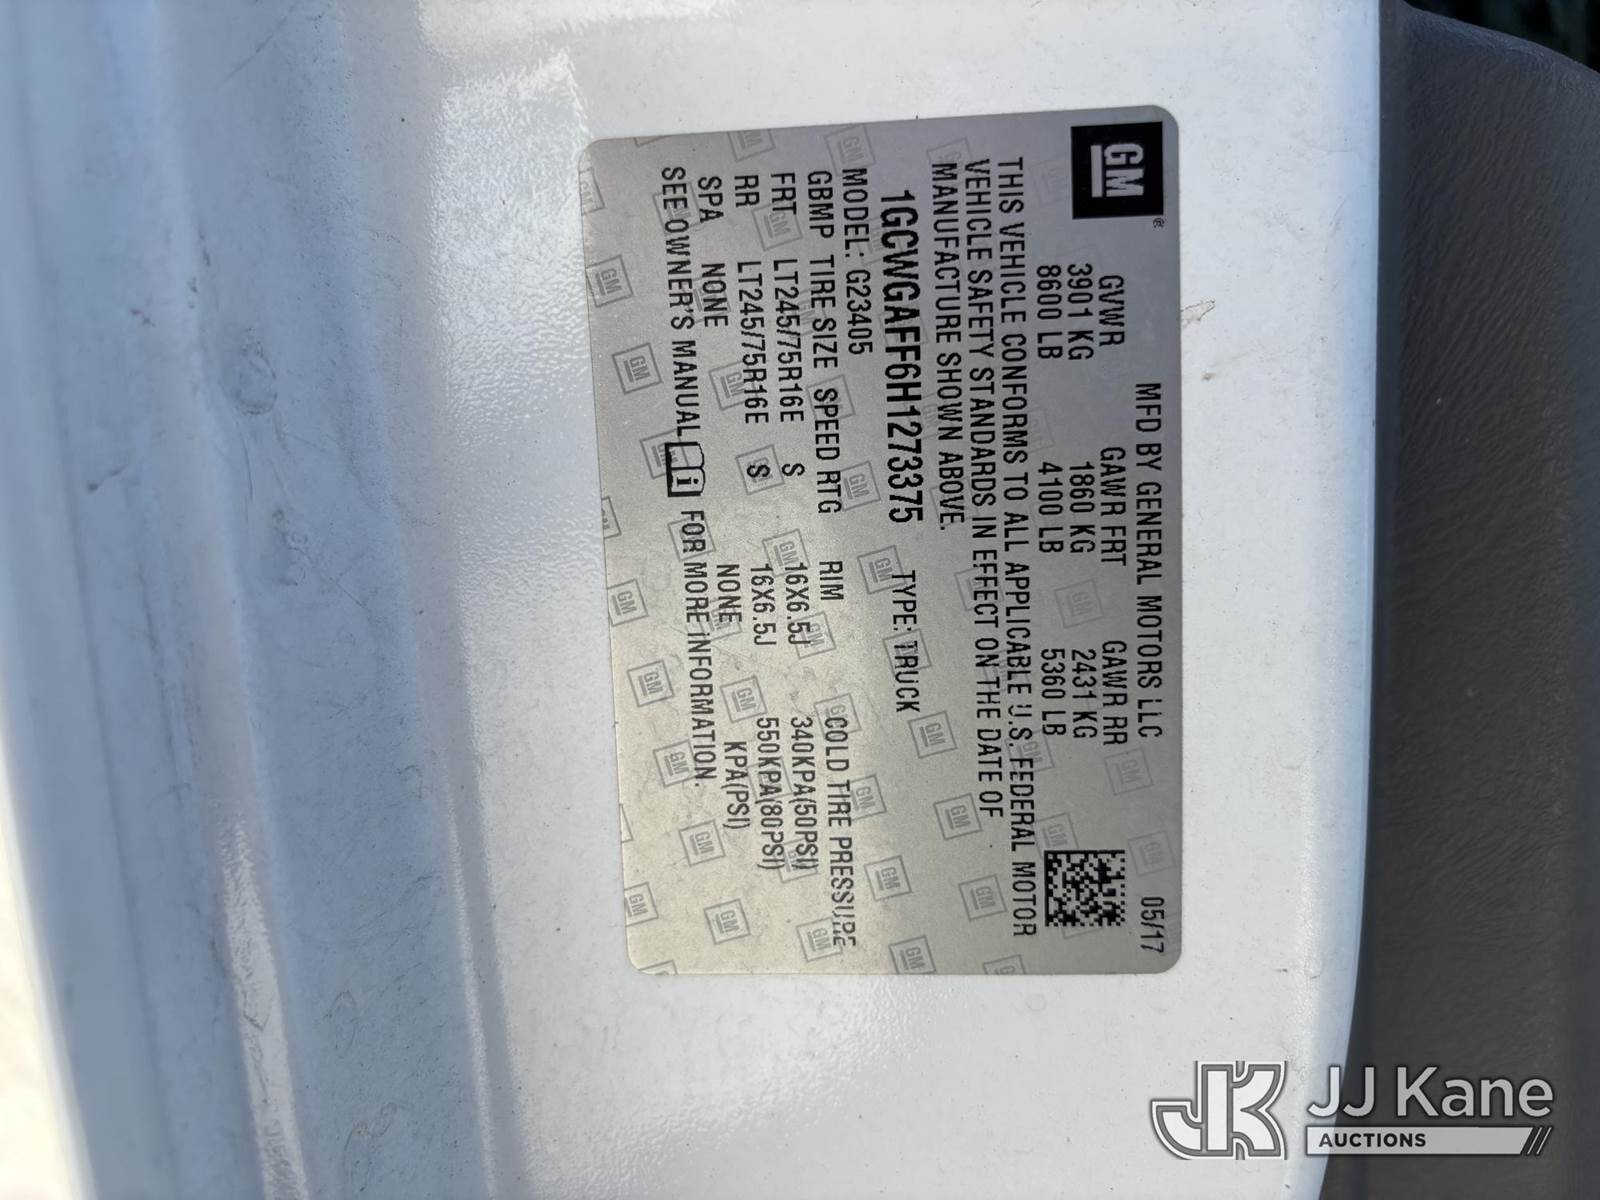 GM®
MFD BY GENERAL MOTORS LLC 05/17
GVWR GAWR FRT GAWR RR
3901 KG 1860 KG 2431 KG
8600 LB 4100 LB 5360 LB
THIS VEHICLE CONFORMS TO ALL APPLICABLE U.S. FEDERAL MOTOR
VEHICLE SAFETY STANDARDS IN EFFECT ON THE DATE OF
MANUFACTURE SHOWN ABOVE.
1GCWGAFF6H1273375 TYPE: TRUCK
MODEL: G23405
GBMP TIRE SIZE SPEED RTG RIM COLD TIRE PRESSURE
FRT LT245/75R16E S 16X6.5J 340KPA(50PSI)
RR LT245/75R16E S 16X6.5J 550KPA(80PSI)
SPA NONE NONE KPA(PSI)
SEE OWNER'S MANUAL i FOR MORE INFORMATION.
JK JJ Kane
AUCTIONS